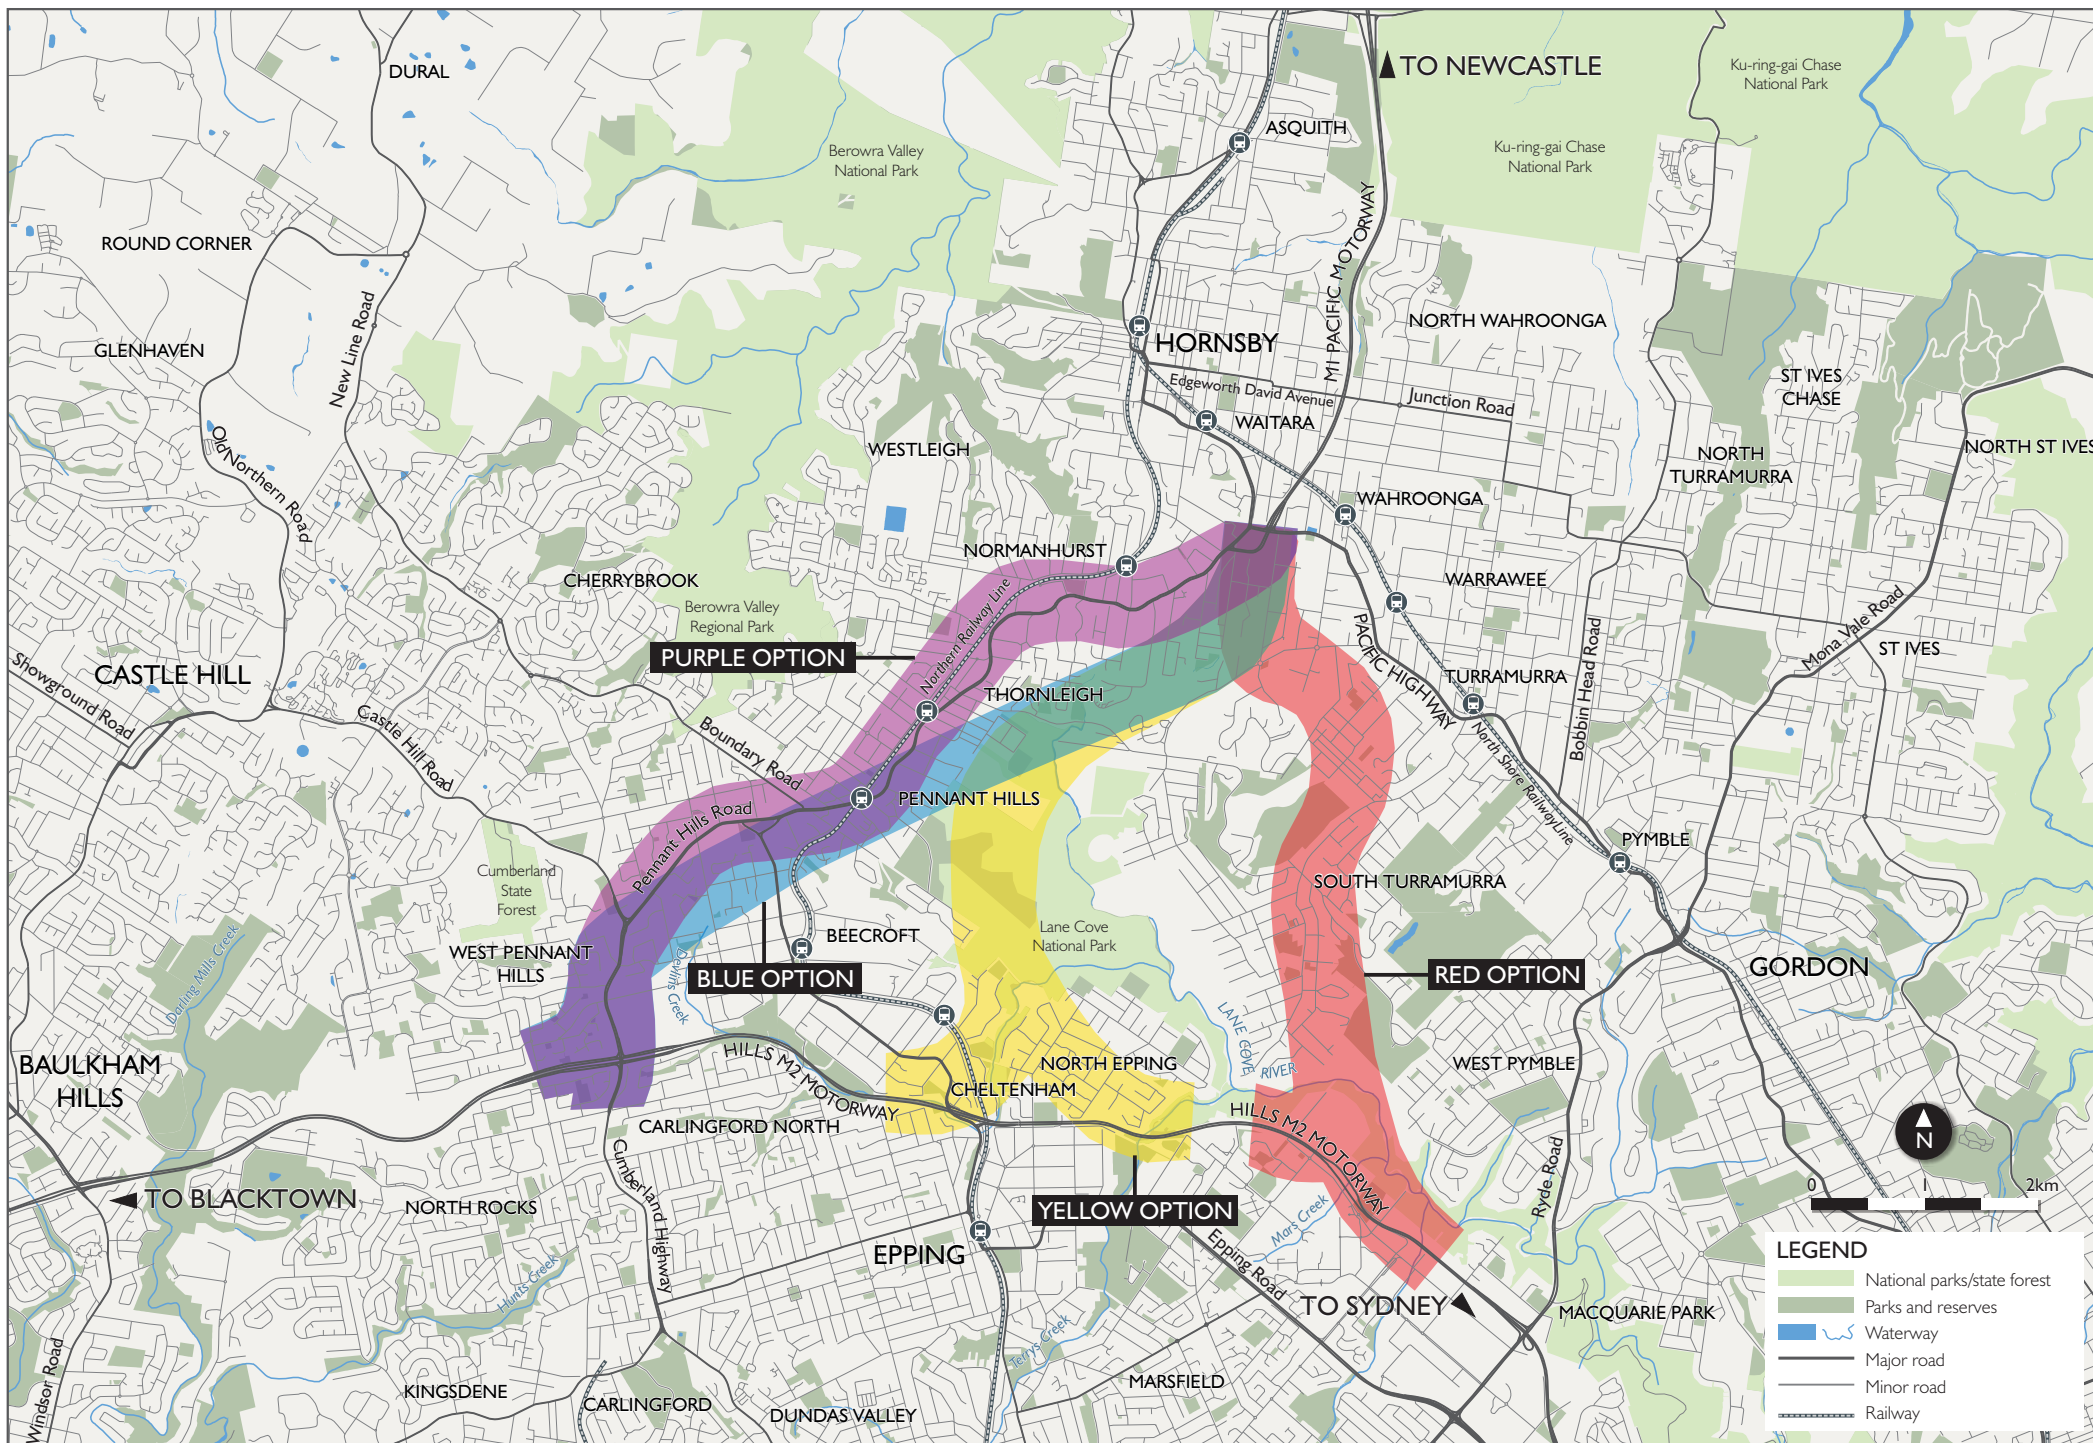 DURAL
TO NEWCASTLE
Ku-ring-gai Chase
National Park
ASQUITH
Berowra Valley
National Park
Ku-ring-gai Chase
National Park
ROUND CORNER
M1 PACIFIC MOTORWAY
New Line Road
NORTH WAHROONGA
HORNSBY
GLENHAVEN
Edgeworth David Avenue
Junction Road
ST IVES
CHASE
WAITARA
WESTLEIGH
NORTH ST IVES
NORTH
TURRAMURRA
Old Northern Road
WAHROONGA
NORMANHURST
CHERRYBROOK
WARRAWEE
Berowra Valley
Regional Park
Northern Railway Line
PURPLE OPTION
PACIFIC HIGHWAY
Bobbin Head Road
Mona Vale Road
ST IVES
CASTLE HILL
Showground Road
TURRAMURRA
THORNLEIGH
Castle Hill Road
Boundary Road
North Shore Railway Line
PENNANT HILLS
Pennant Hills Road
PYMBLE
Cumberland
State
Forest
SOUTH TURRAMURRA
Lane Cove
National Park
BEECROFT
WEST PENNANT
HILLS
Darling Mills Creek
Devlins Creek
BLUE OPTION
RED OPTION
GORDON
LANE COVE
RIVER
BAULKHAM
HILLS
HILLS M2 MOTORWAY
NORTH EPPING
WEST PYMBLE
CHELTENHAM
HILLS M2 MOTORWAY
CARLINGFORD NORTH
N
Cumberland Highway
Ryde Road
TO BLACKTOWN
NORTH ROCKS
YELLOW OPTION
Mars Creek
0 1 2km
EPPING
Epping Road
Hunts Creek
LEGEND
National parks/state forest
Parks and reserves
Waterway
Major road
Minor road
Railway
TO SYDNEY
MACQUARIE PARK
Terrys Creek
Windsor Road
KINGSDENE
CARLINGFORD
DUNDAS VALLEY
MARSFIELD